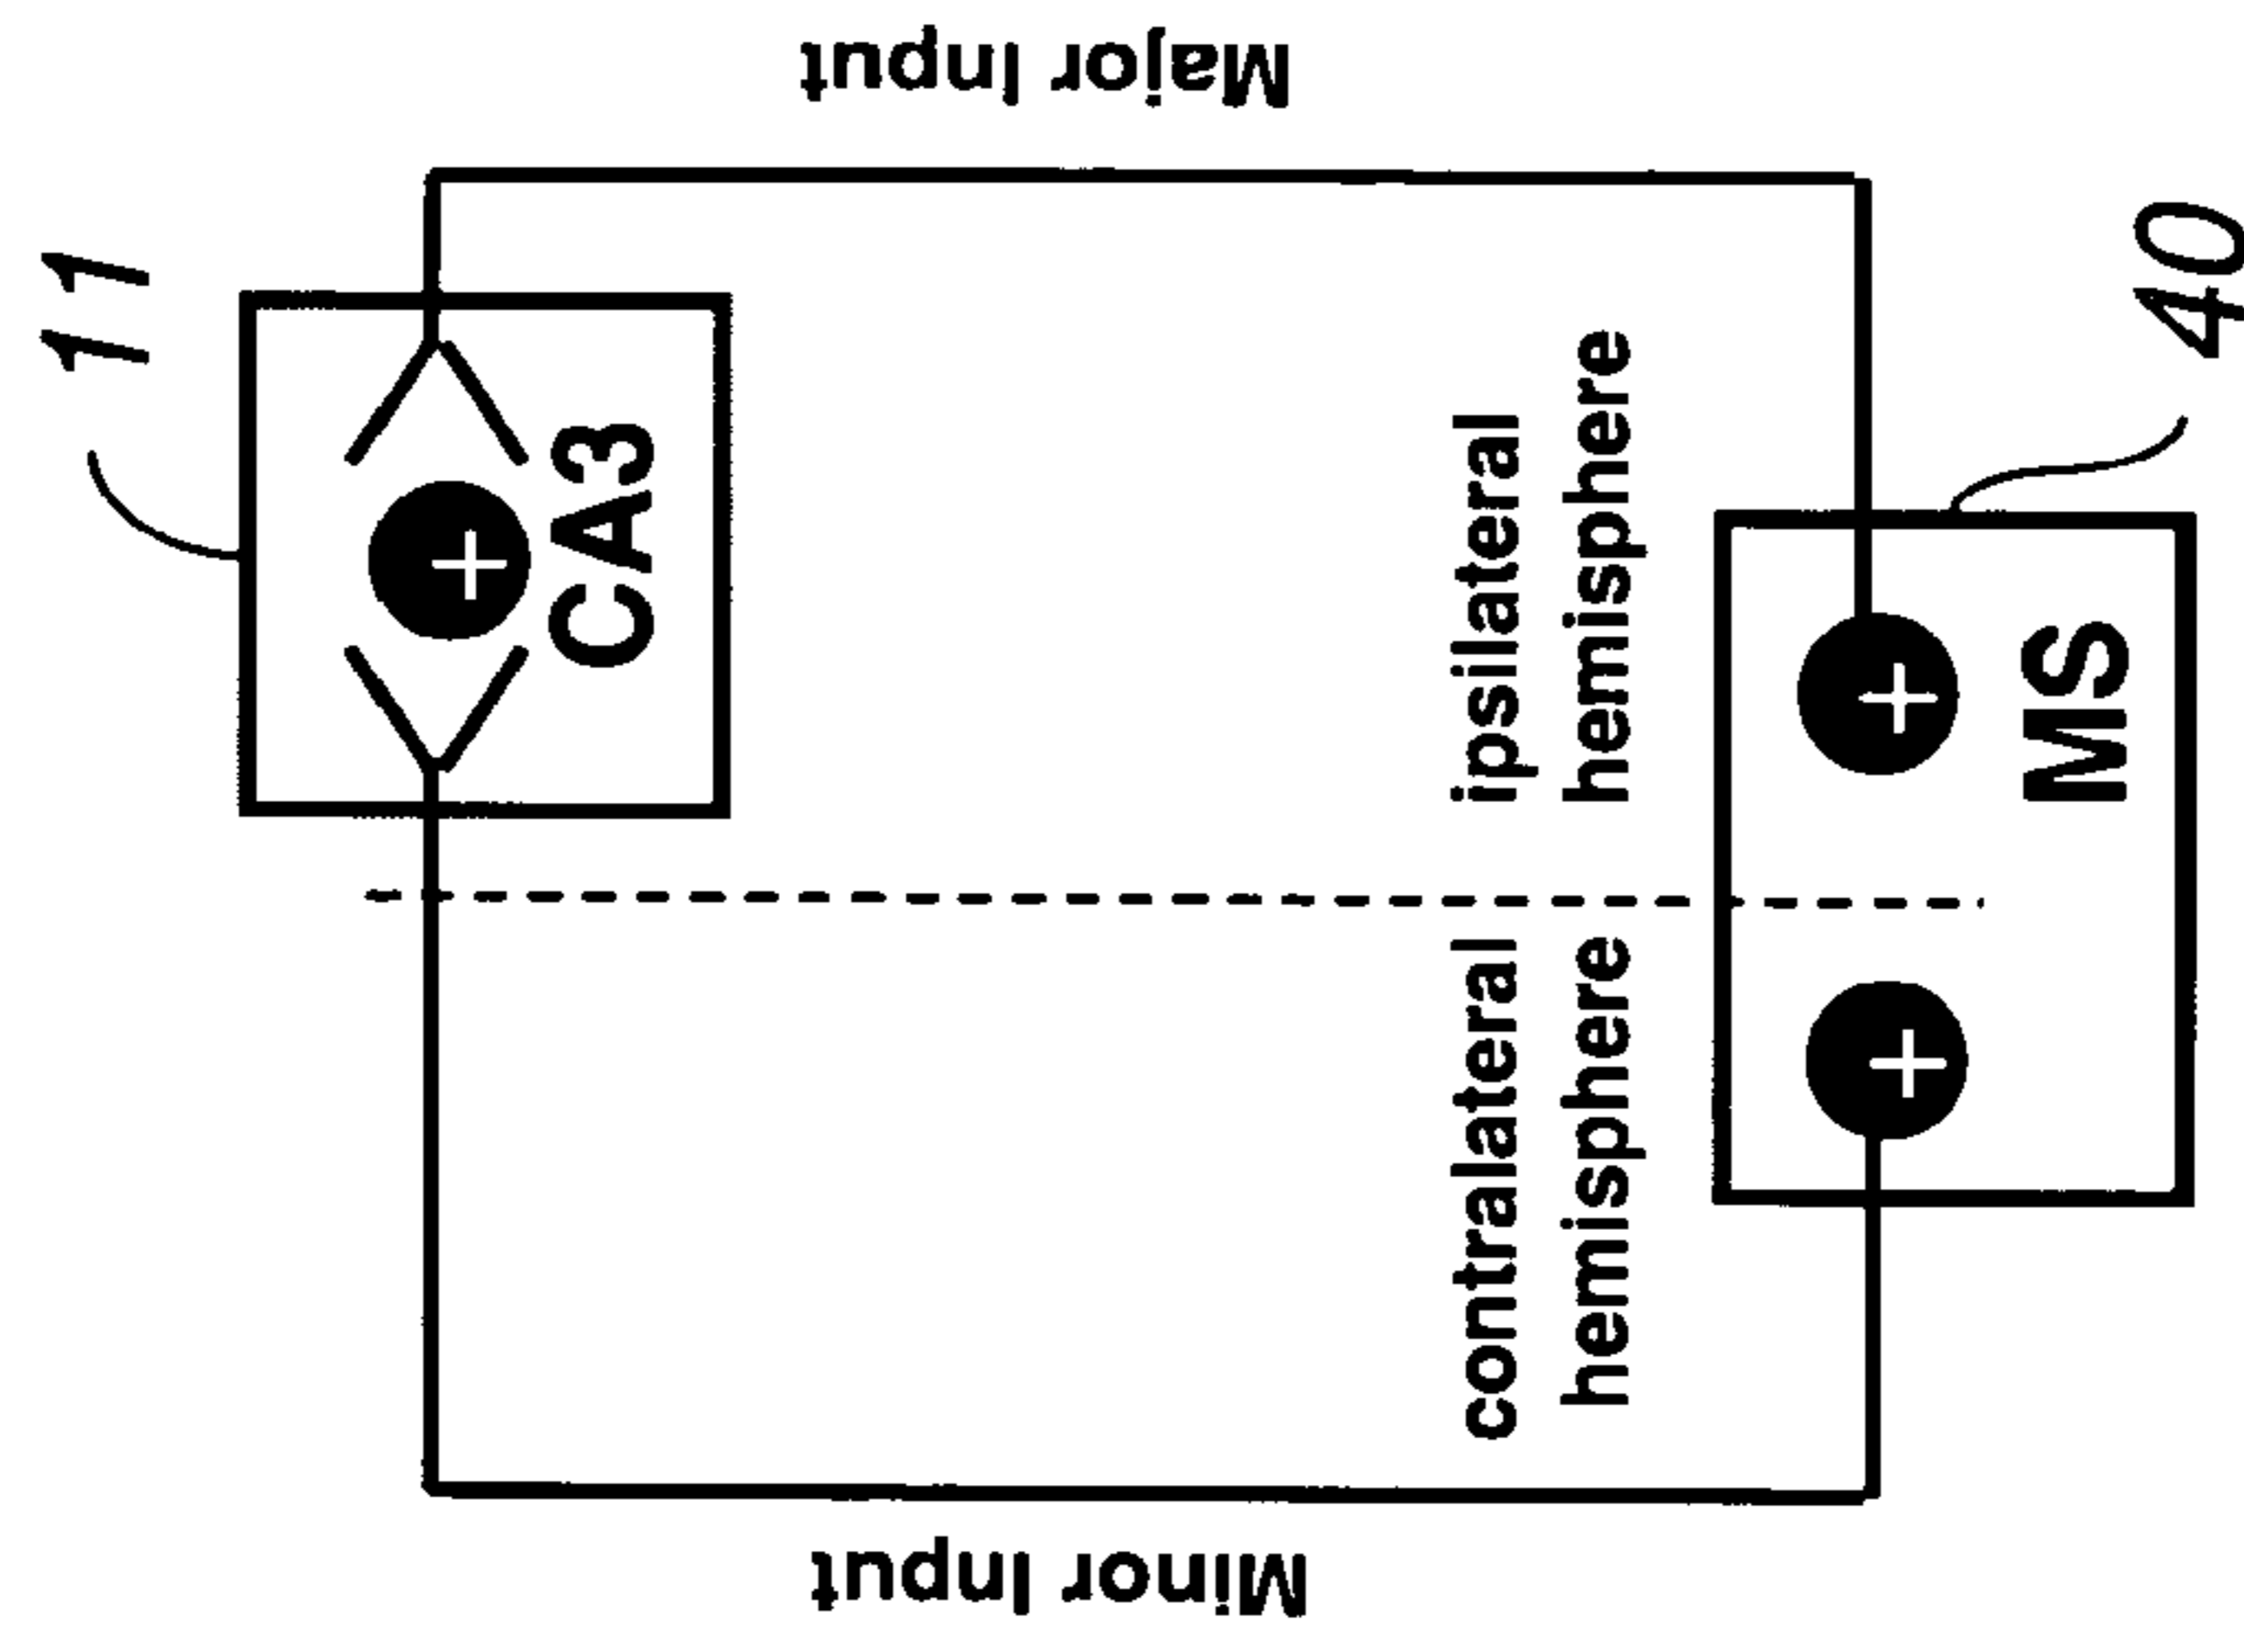 11
CA3
Major Input
Minor Input
contralateral
hemisphere
ipsilateral
hemisphere
MS
40